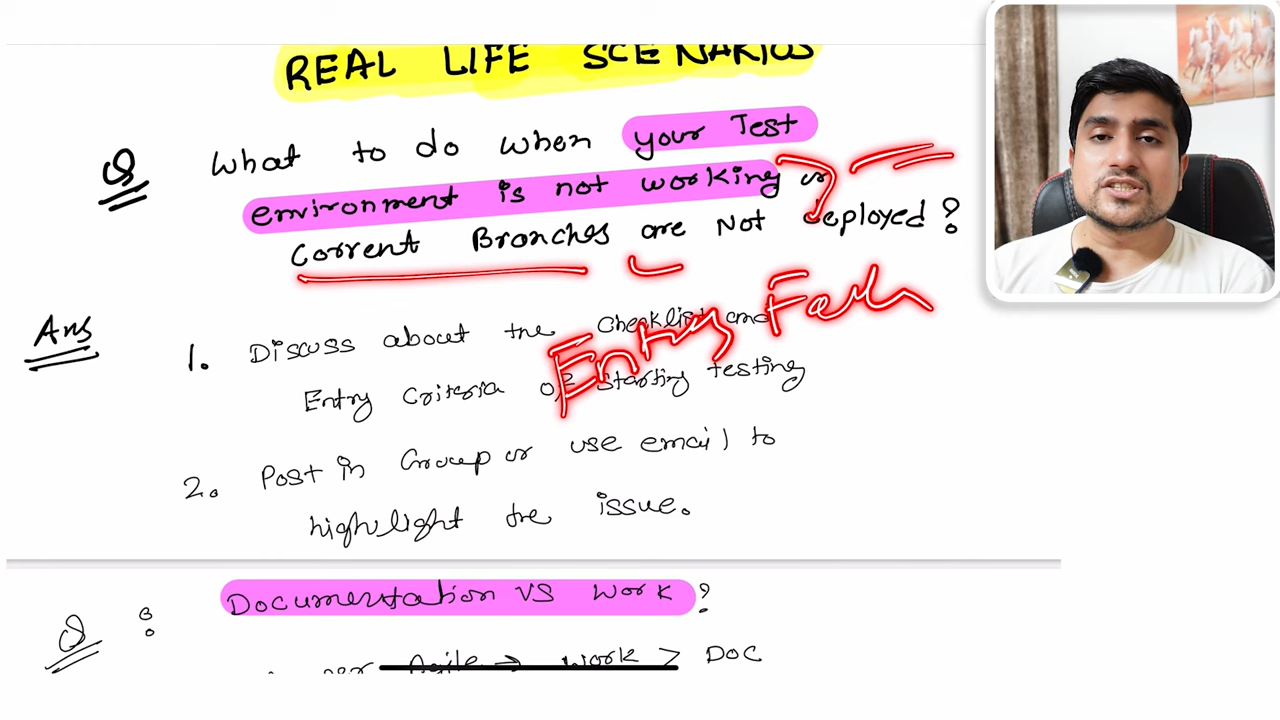 REAL LIFE SCENARIOS
Q What to do when your Test
environment is not working or
Corrent Branches are Not deployed?
Ans
1. Discuss about the checklist and
Entry Criteria of starting testing
Entry Fail
2. Post in Group or use email to
highlight the issue.
Q : Documentation VS Work ?
per Agile → Work > DOC